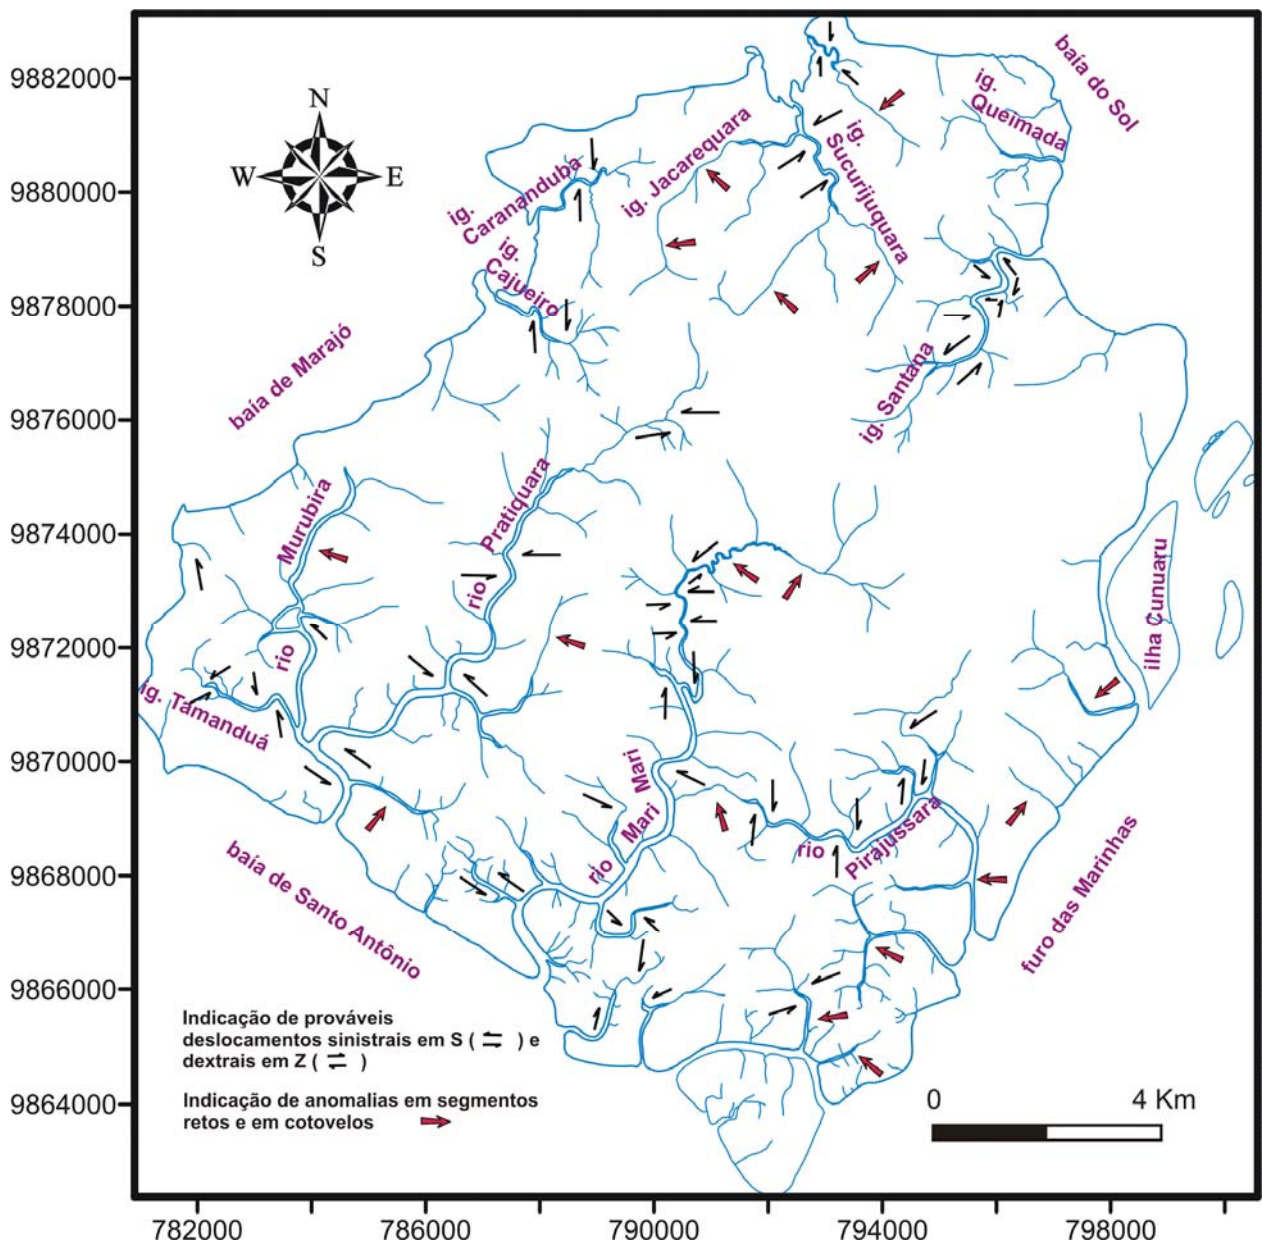 9882000
9880000
9878000
9876000
9874000
9872000
9870000
9868000
9866000
9864000
782000
786000
790000
794000
798000
N
W
E
S
baía do Sol
ig.
Queimada
ig.
Sucurijuquara
ig. Jacarequara
ig.
Carananduba
ig.
Cajueiro
baía de Marajó
ig. Santana
rio Murubira
rio Pratiquara
ilha Cunuaru
ig. Tamanduá
rio Mari Mari
rio Pirajussara
furo das Marinhas
baía de Santo Antônio
Indicação de prováveis
deslocamentos sinistrais em S ( ) e
dextrais em Z ( )
Indicação de anomalias em segmentos
retos e em cotovelos
0 4 Km